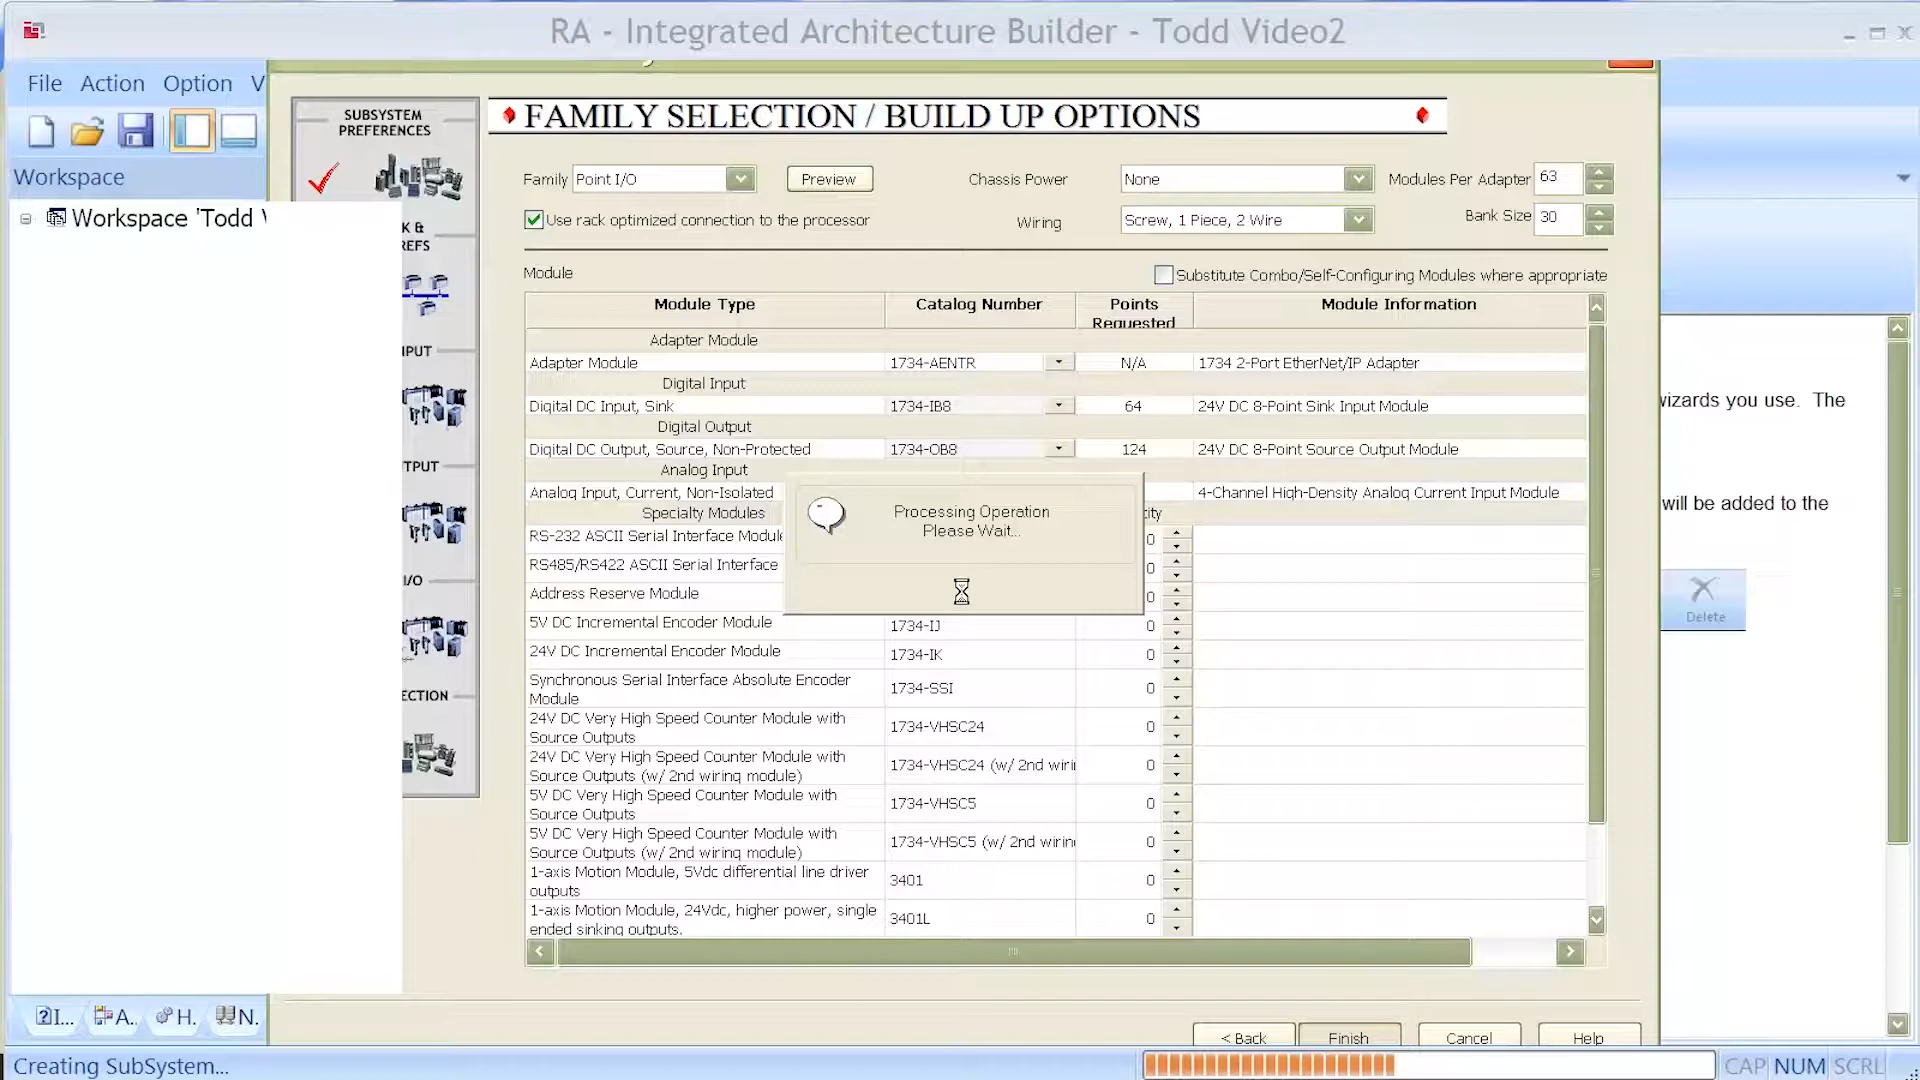 RA - Integrated Architecture Builder - Todd Video2
File Action Option V
Workspace
Workspace 'Todd V
SUBSYSTEM
PREFERENCES
K &
REFS
IPUT
TPUT
I/O
ECTION
FAMILY SELECTION / BUILD UP OPTIONS
Family Point I/O Preview Chassis Power None Modules Per Adapter 63
Use rack optimized connection to the processor Wiring Screw, 1 Piece, 2 Wire Bank Size 30
Module Substitute Combo/Self-Configuring Modules where appropriate
Module Type Catalog Number Points Requested Module Information
Adapter Module
Adapter Module 1734-AENTR N/A 1734 2-Port EtherNet/IP Adapter
Digital Input
Digital DC Input, Sink 1734-IB8 64 24V DC 8-Point Sink Input Module
Digital Output
Digital DC Output, Source, Non-Protected 1734-OB8 124 24V DC 8-Point Source Output Module
Analog Input
Analog Input, Current, Non-Isolated 4-Channel High-Density Analog Current Input Module
Specialty Modules tity
RS-232 ASCII Serial Interface Module 0
RS485/RS422 ASCII Serial Interface 0
Address Reserve Module 0
Processing Operation
Please Wait...
5V DC Incremental Encoder Module 1734-IJ 0
24V DC Incremental Encoder Module 1734-IK 0
Synchronous Serial Interface Absolute Encoder
Module 1734-SSI 0
24V DC Very High Speed Counter Module with
Source Outputs 1734-VHSC24 0
24V DC Very High Speed Counter Module with
Source Outputs (w/ 2nd wiring module) 1734-VHSC24 (w/ 2nd wiri 0
5V DC Very High Speed Counter Module with
Source Outputs 1734-VHSC5 0
5V DC Very High Speed Counter Module with
Source Outputs (w/ 2nd wiring module) 1734-VHSC5 (w/ 2nd wirin 0
1-axis Motion Module, 5Vdc differential line driver
outputs 3401 0
1-axis Motion Module, 24Vdc, higher power, single
ended sinking outputs. 3401L 0
wizards you use. The
will be added to the
Delete
< Back Finish Cancel Help
I... A.. H. N.
Creating SubSystem... CAP NUM SCRL